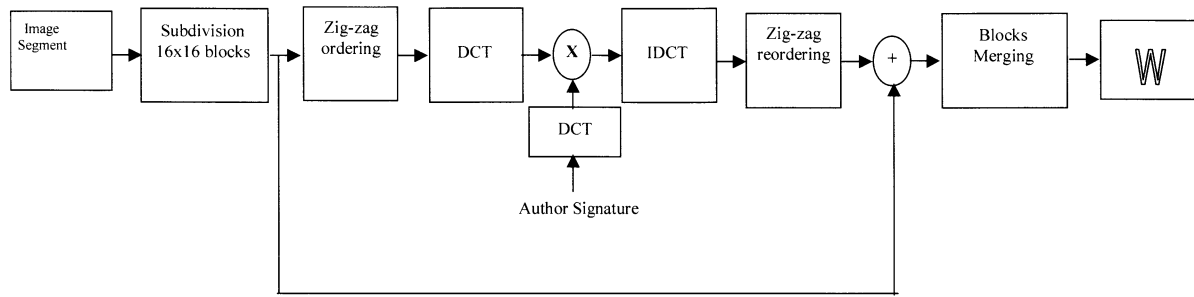 Image
Segment
Subdivision
16x16 blocks
Zig-zag
ordering
DCT
X
IDCT
Zig-zag
reordering
+
Blocks
Merging
W
DCT
Author Signature